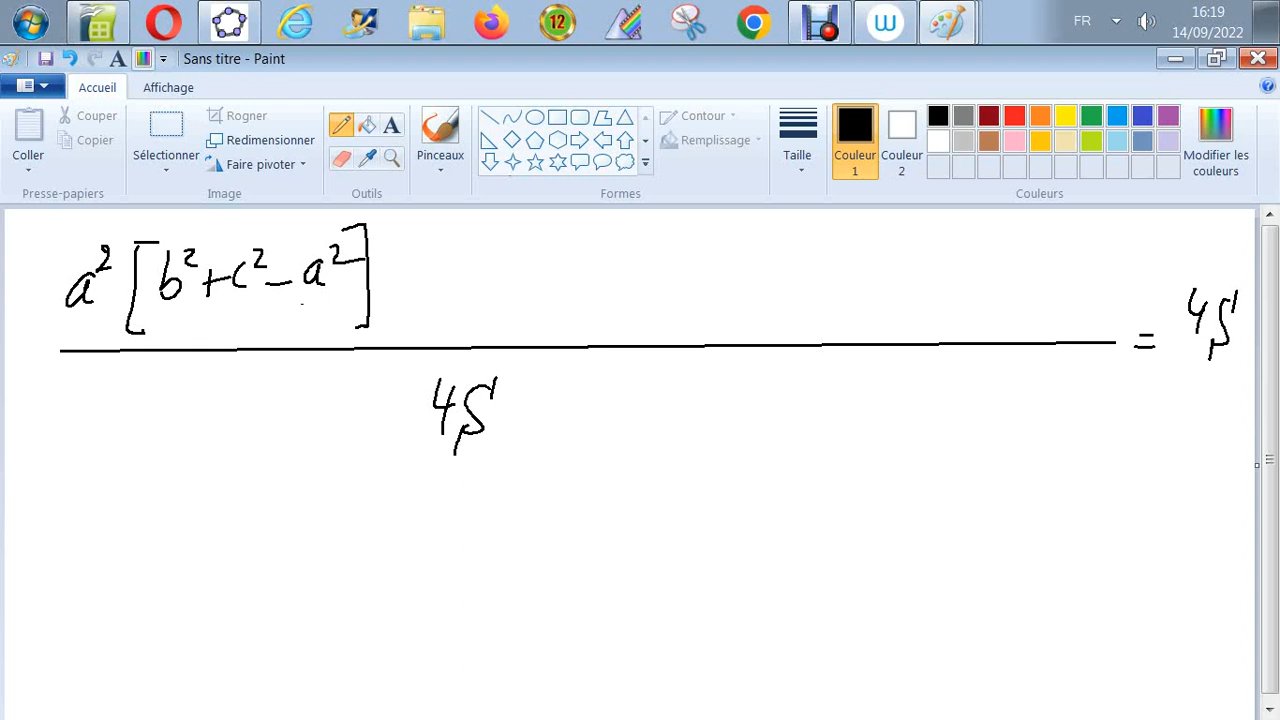 12
W
FR
16:19
14/09/2022
Sans titre - Paint
Accueil
Affichage
Coller
Couper
Copier
Presse-papiers
Sélectionner
Rogner
Redimensionner
Faire pivoter
Image
A
Outils
Pinceaux
Contour
Remplissage
Formes
Taille
Couleur 1
Couleur 2
Modifier les couleurs
Couleurs
a² [b² + c² - a²]
= 4S
4S